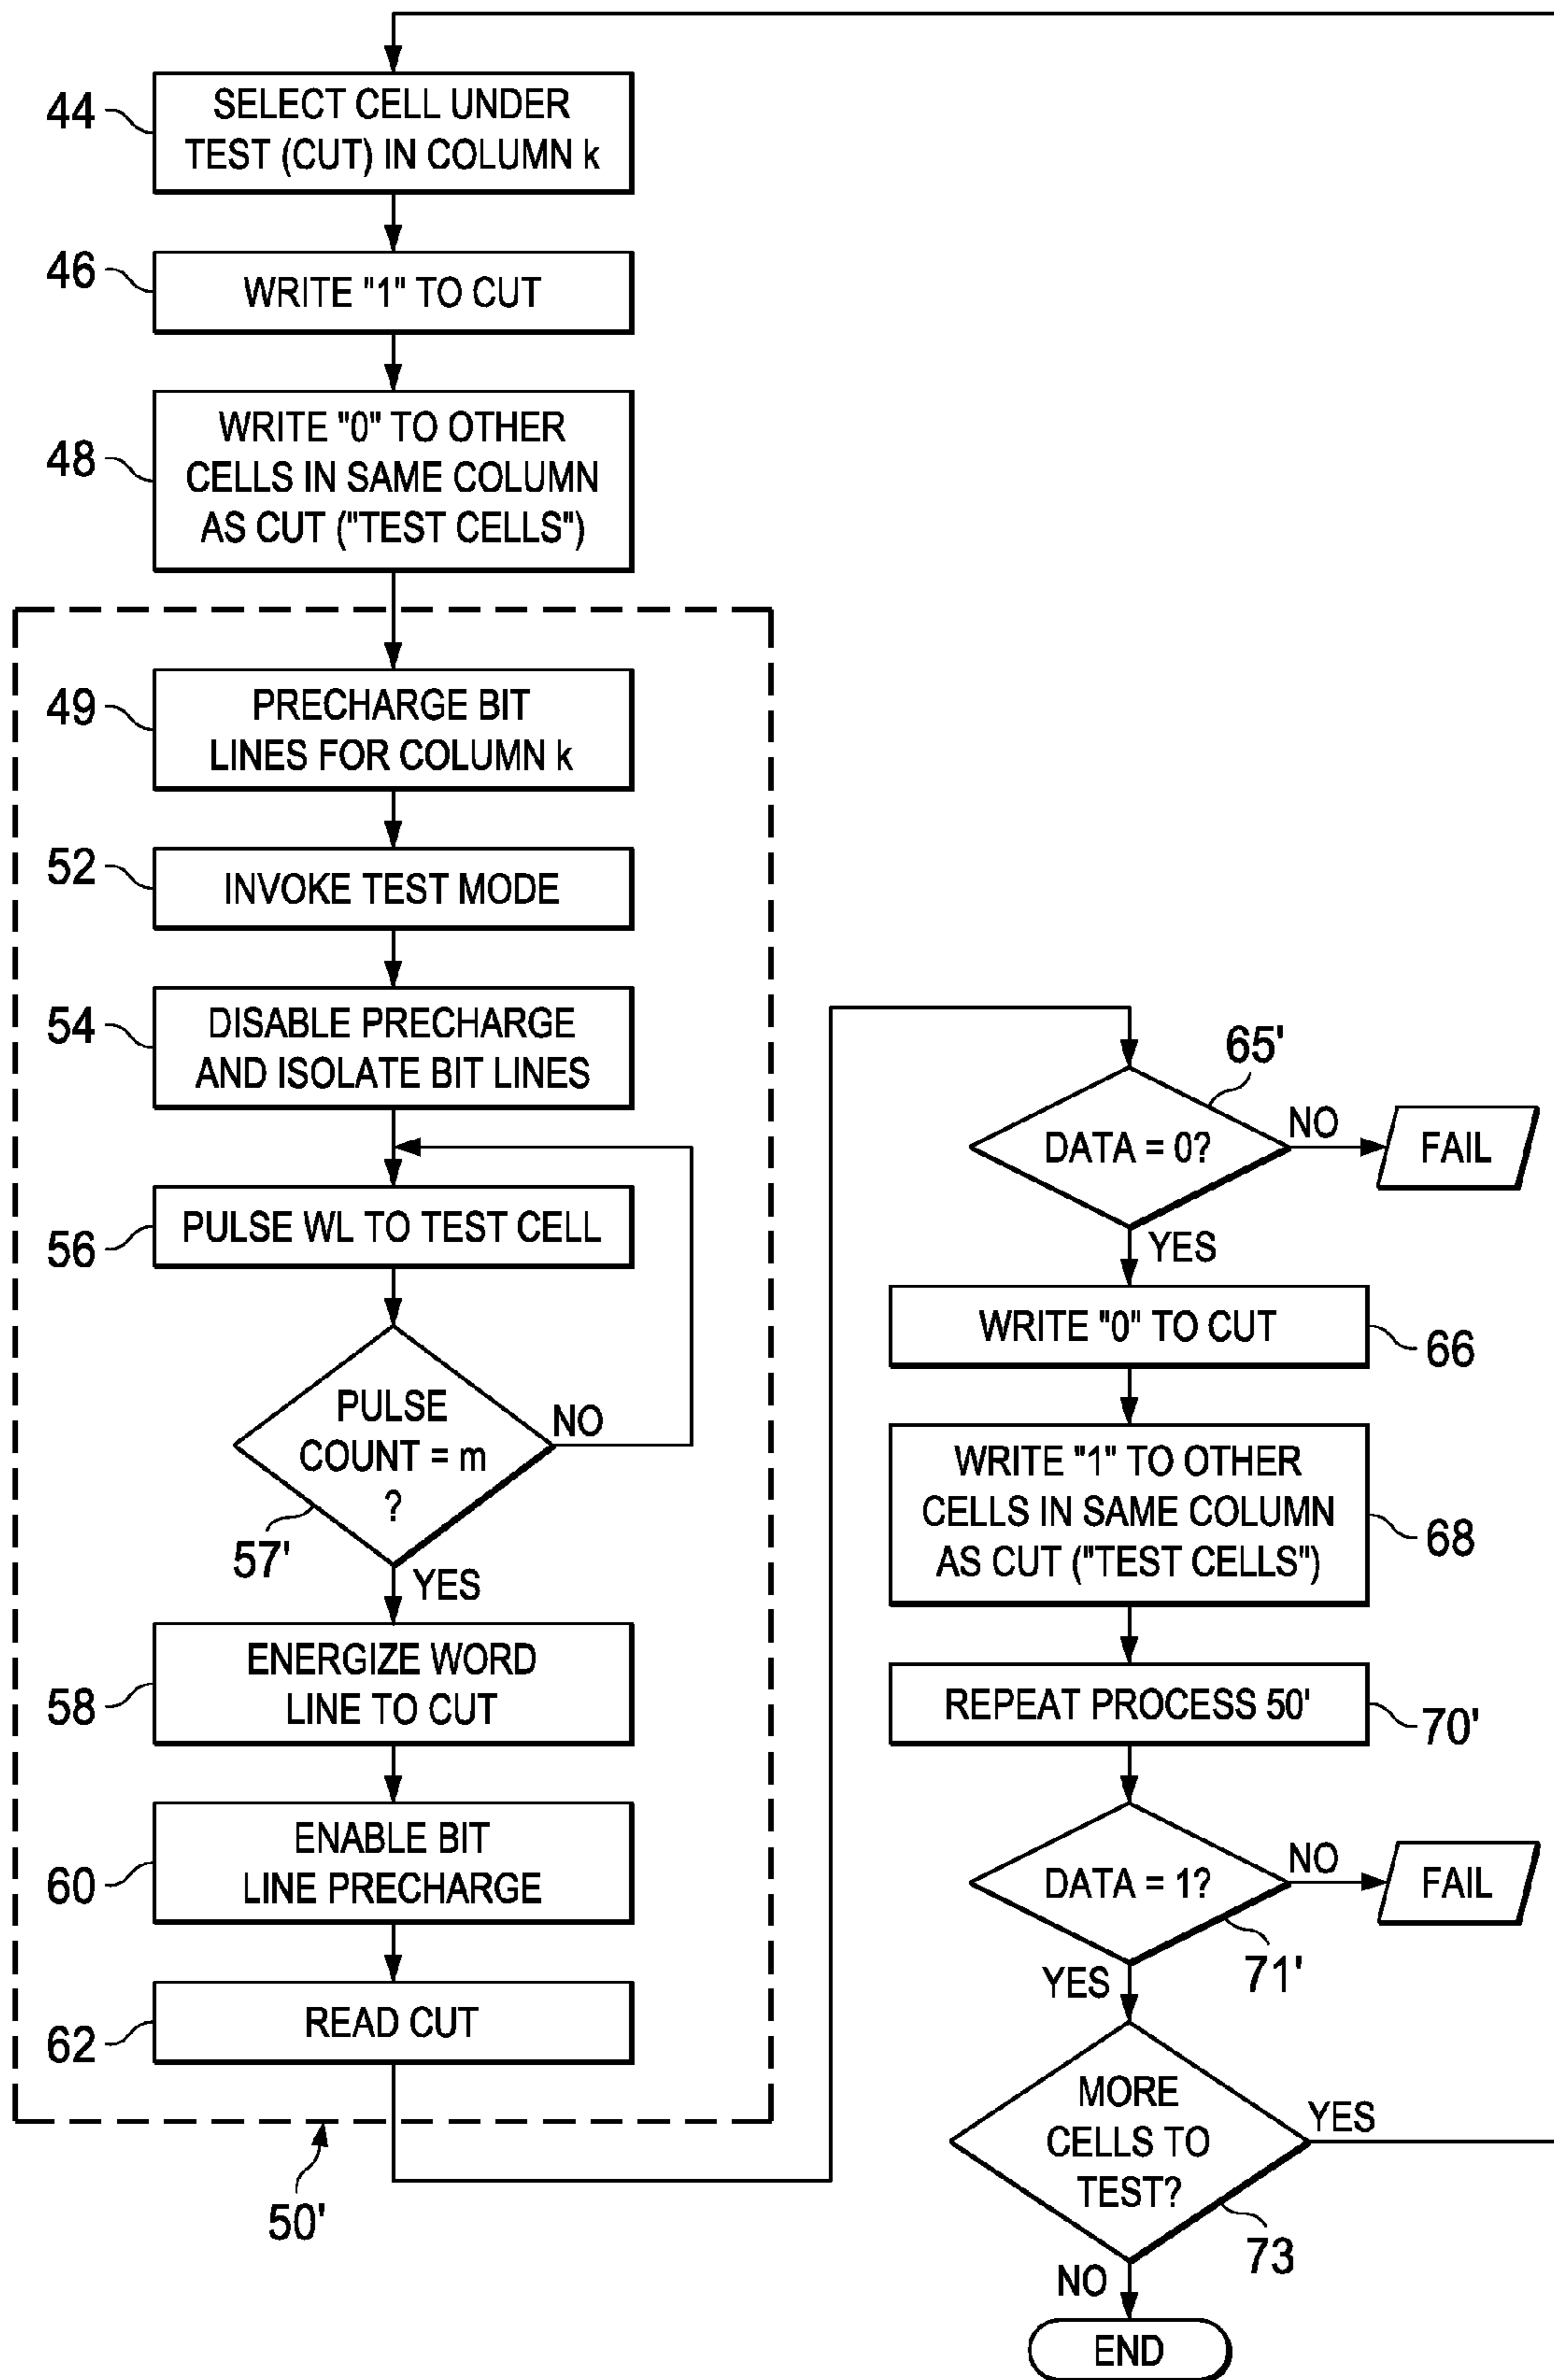 44
SELECT CELL UNDER
TEST (CUT) IN COLUMN k
46
WRITE "1" TO CUT
48
WRITE "0" TO OTHER
CELLS IN SAME COLUMN
AS CUT ("TEST CELLS")
49
PRECHARGE BIT
LINES FOR COLUMN k
52
INVOKE TEST MODE
54
DISABLE PRECHARGE
AND ISOLATE BIT LINES
56
PULSE WL TO TEST CELL
PULSE
COUNT = m
?
NO
57'
YES
58
ENERGIZE WORD
LINE TO CUT
60
ENABLE BIT
LINE PRECHARGE
62
READ CUT
50'
65'
DATA = 0?
NO
FAIL
YES
WRITE "0" TO CUT
66
WRITE "1" TO OTHER
CELLS IN SAME COLUMN
AS CUT ("TEST CELLS")
68
REPEAT PROCESS 50'
70'
DATA = 1?
NO
FAIL
71'
YES
MORE
CELLS TO
TEST?
YES
73
NO
END